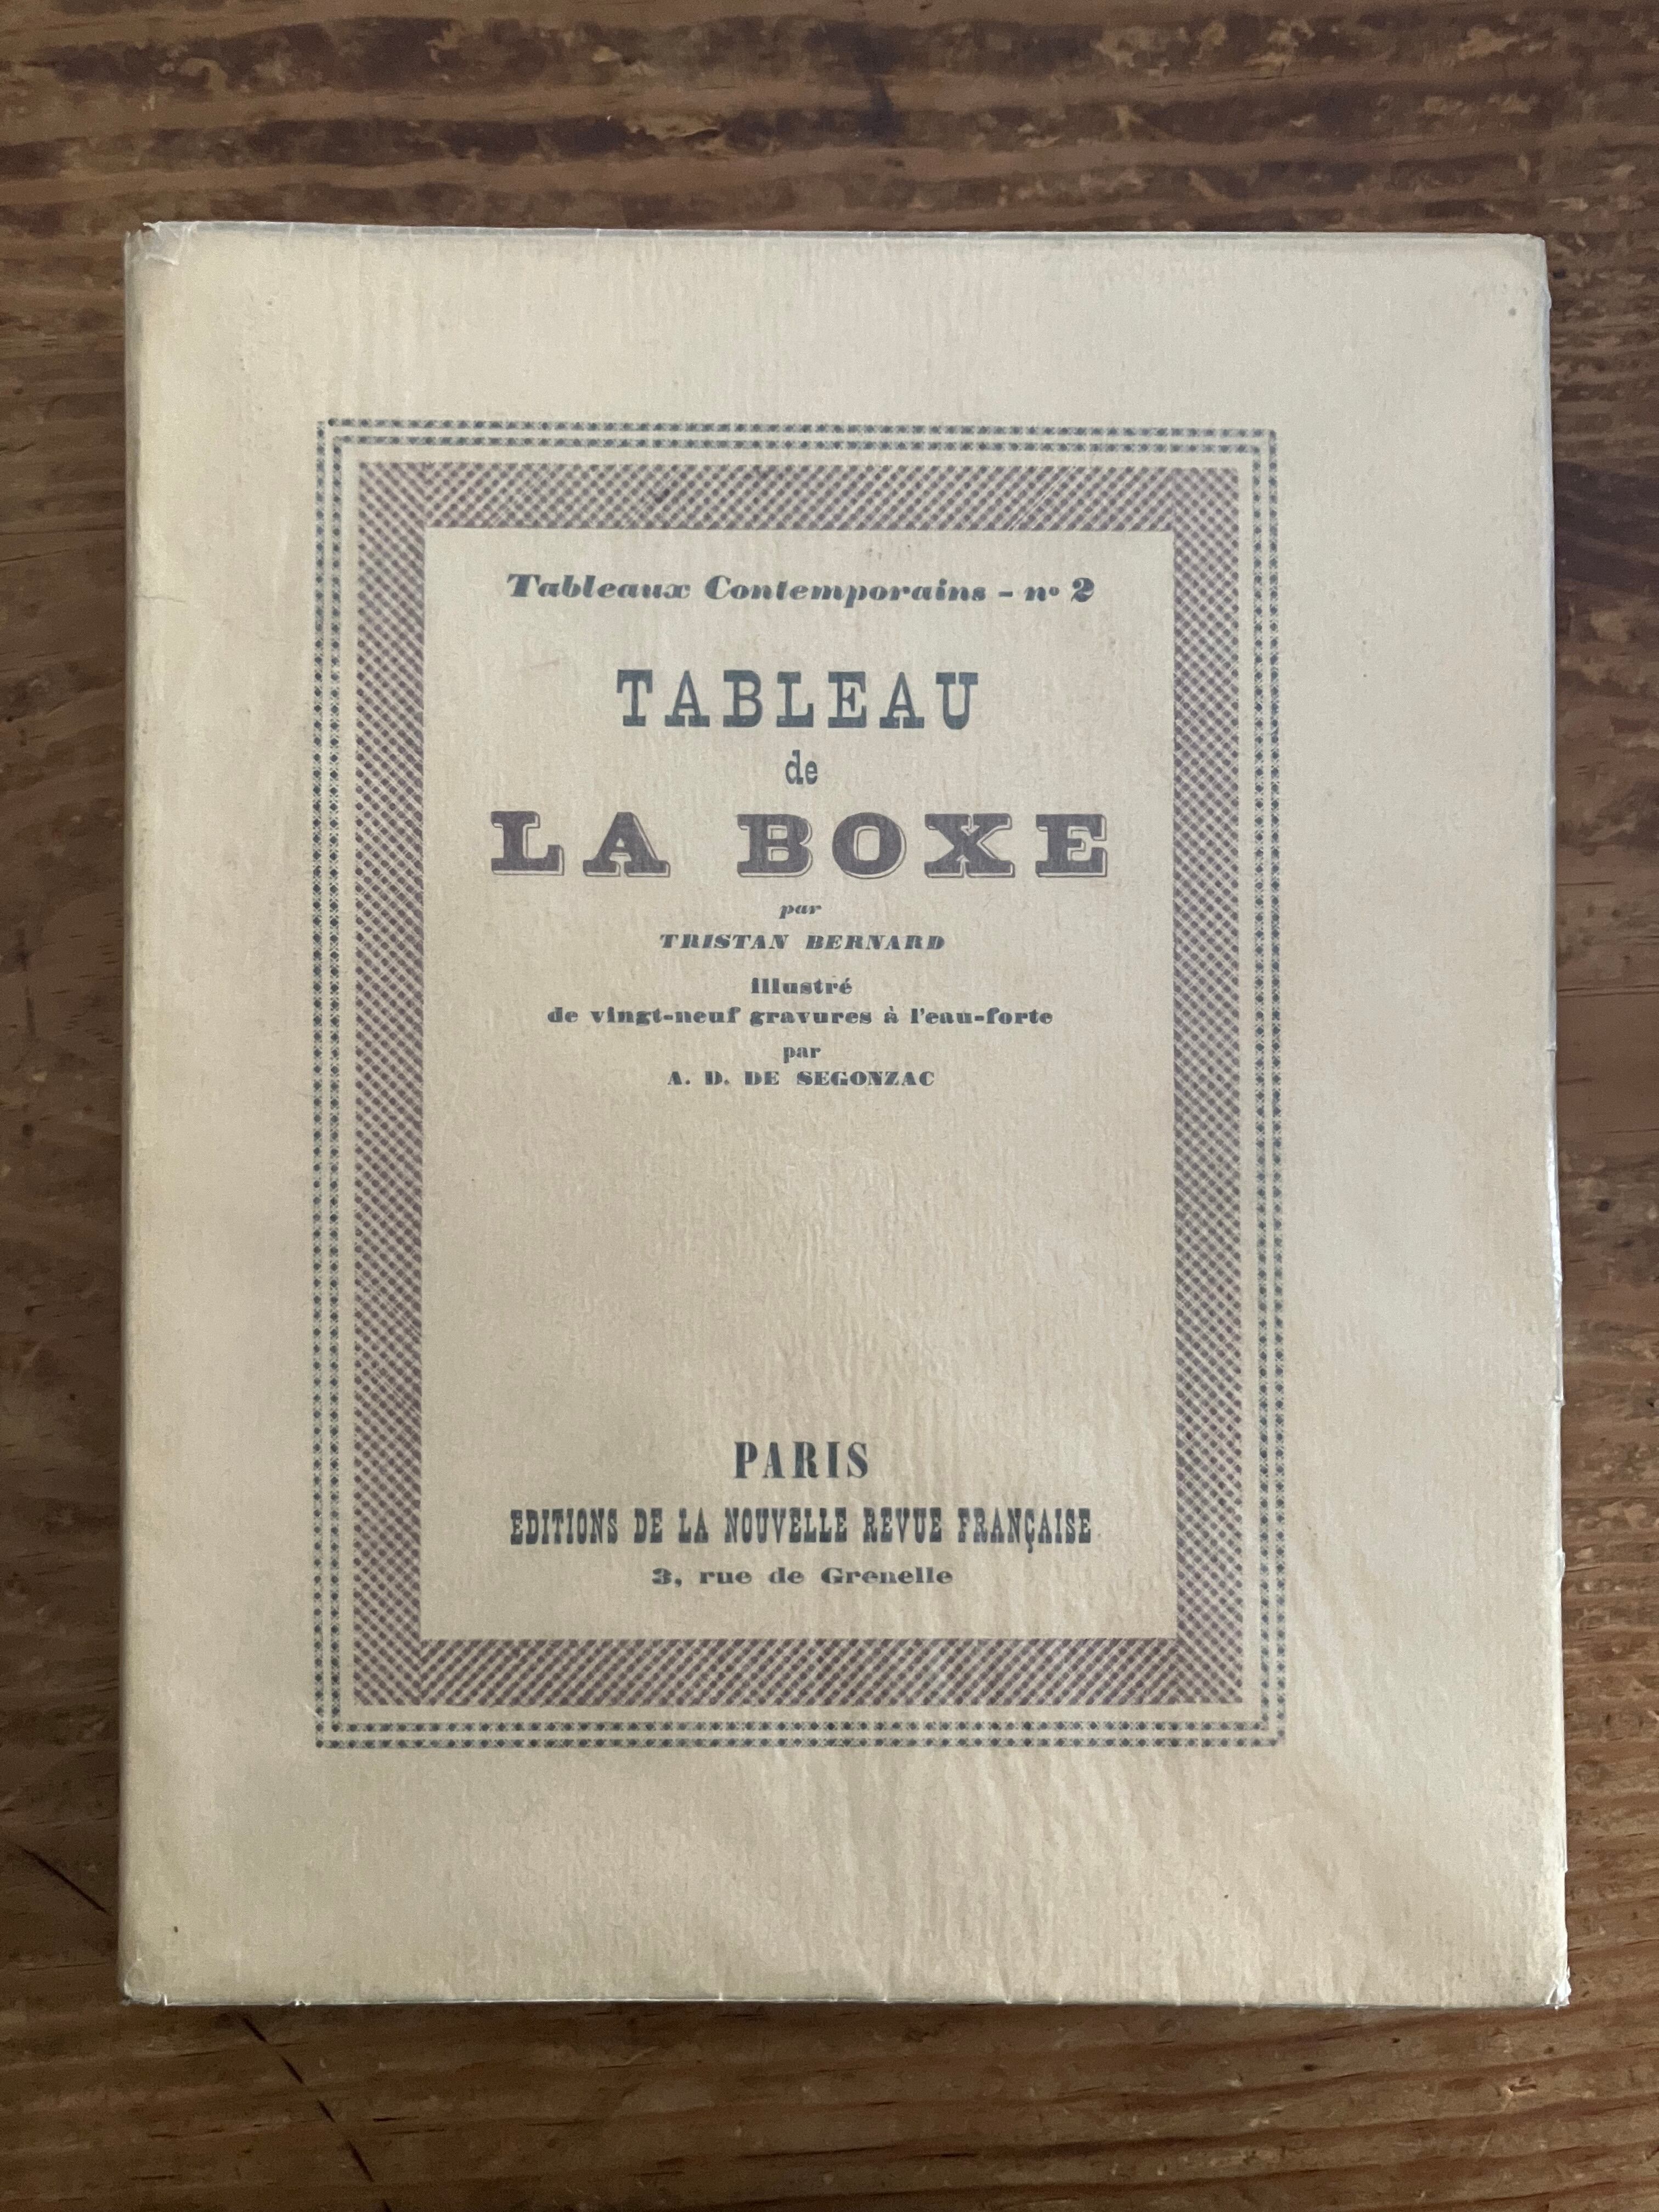 Tableaux Contemporains - nº 2
TABLEAU
de
LA BOXE
par
TRISTAN BERNARD
illustré
de vingt-neuf gravures à l'eau-forte
par
A. D. DE SEGONZAC
PARIS
EDITIONS DE LA NOUVELLE REVUE FRANÇAISE
3, rue de Grenelle